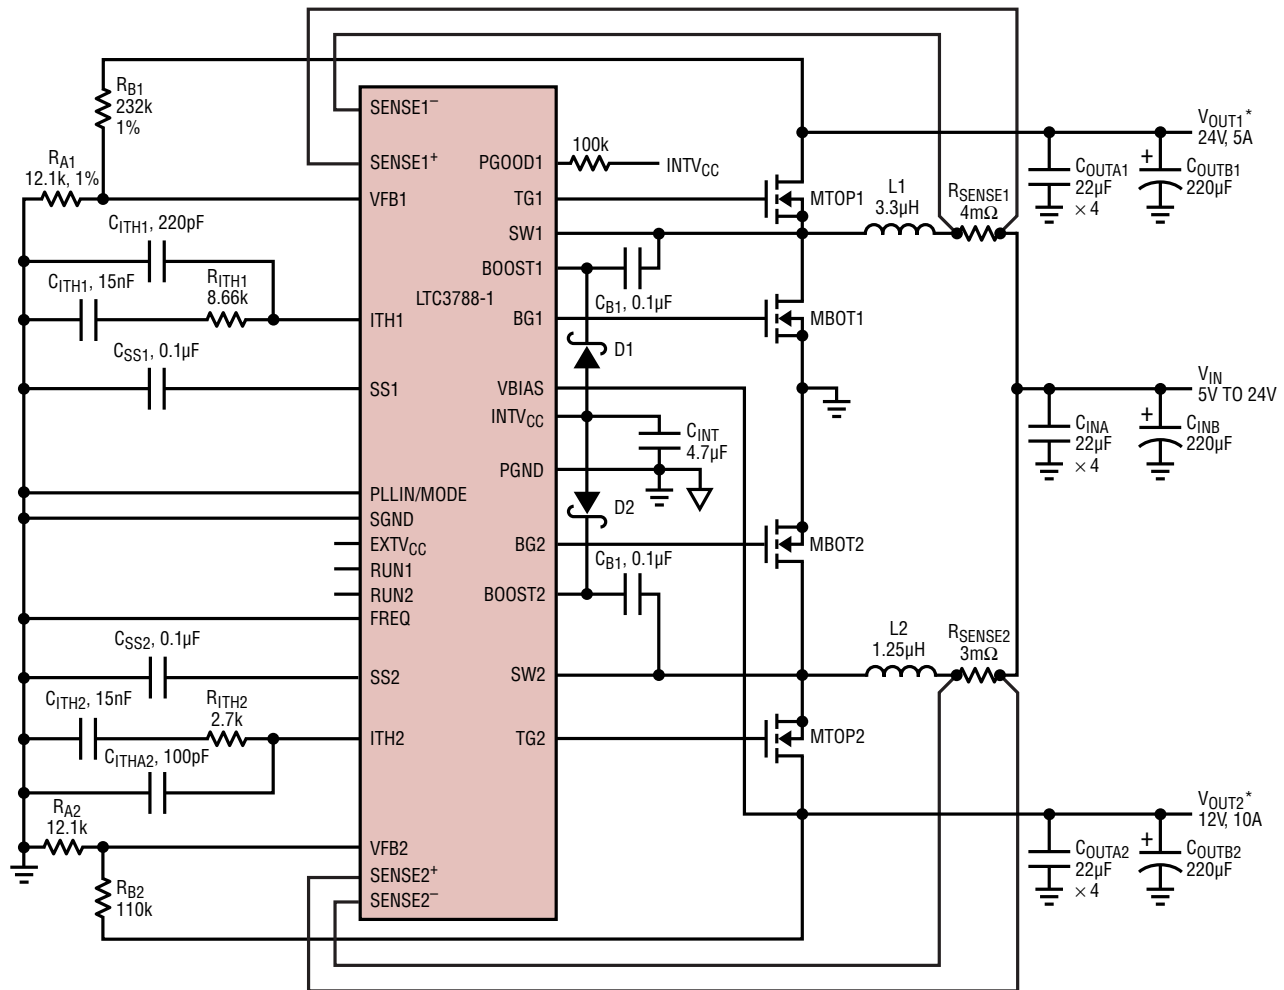 RB1
232k
1%
RA1
12.1k, 1%
CITH1, 220pF
CITH1, 15nF
RITH1
8.66k
CSS1, 0.1µF
CSS2, 0.1µF
CITH2, 15nF
RITH2
2.7k
CITHA2, 100pF
RA2
12.1k
RB2
110k
SENSE1–
SENSE1+
VFB1
LTC3788-1
ITH1
SS1
PLLIN/MODE
SGND
EXTVCC
RUN1
RUN2
FREQ
SS2
ITH2
VFB2
SENSE2+
SENSE2–
PGOOD1
TG1
SW1
BOOST1
BG1
VBIAS
INTVCC
PGND
BG2
BOOST2
SW2
TG2
100k
INTVCC
CB1, 0.1µF
D1
CINT
4.7µF
D2
CB1, 0.1µF
MTOP1
MBOT1
MBOT2
MTOP2
L1
3.3µH
RSENSE1
4mΩ
L2
1.25µH
RSENSE2
3mΩ
VOUT1*
24V, 5A
COUTA1
22µF
× 4
+
COUTB1
220µF
VIN
5V TO 24V
CINA
22µF
× 4
+
CINB
220µF
VOUT2*
12V, 10A
COUTA2
22µF
× 4
+
COUTB2
220µF